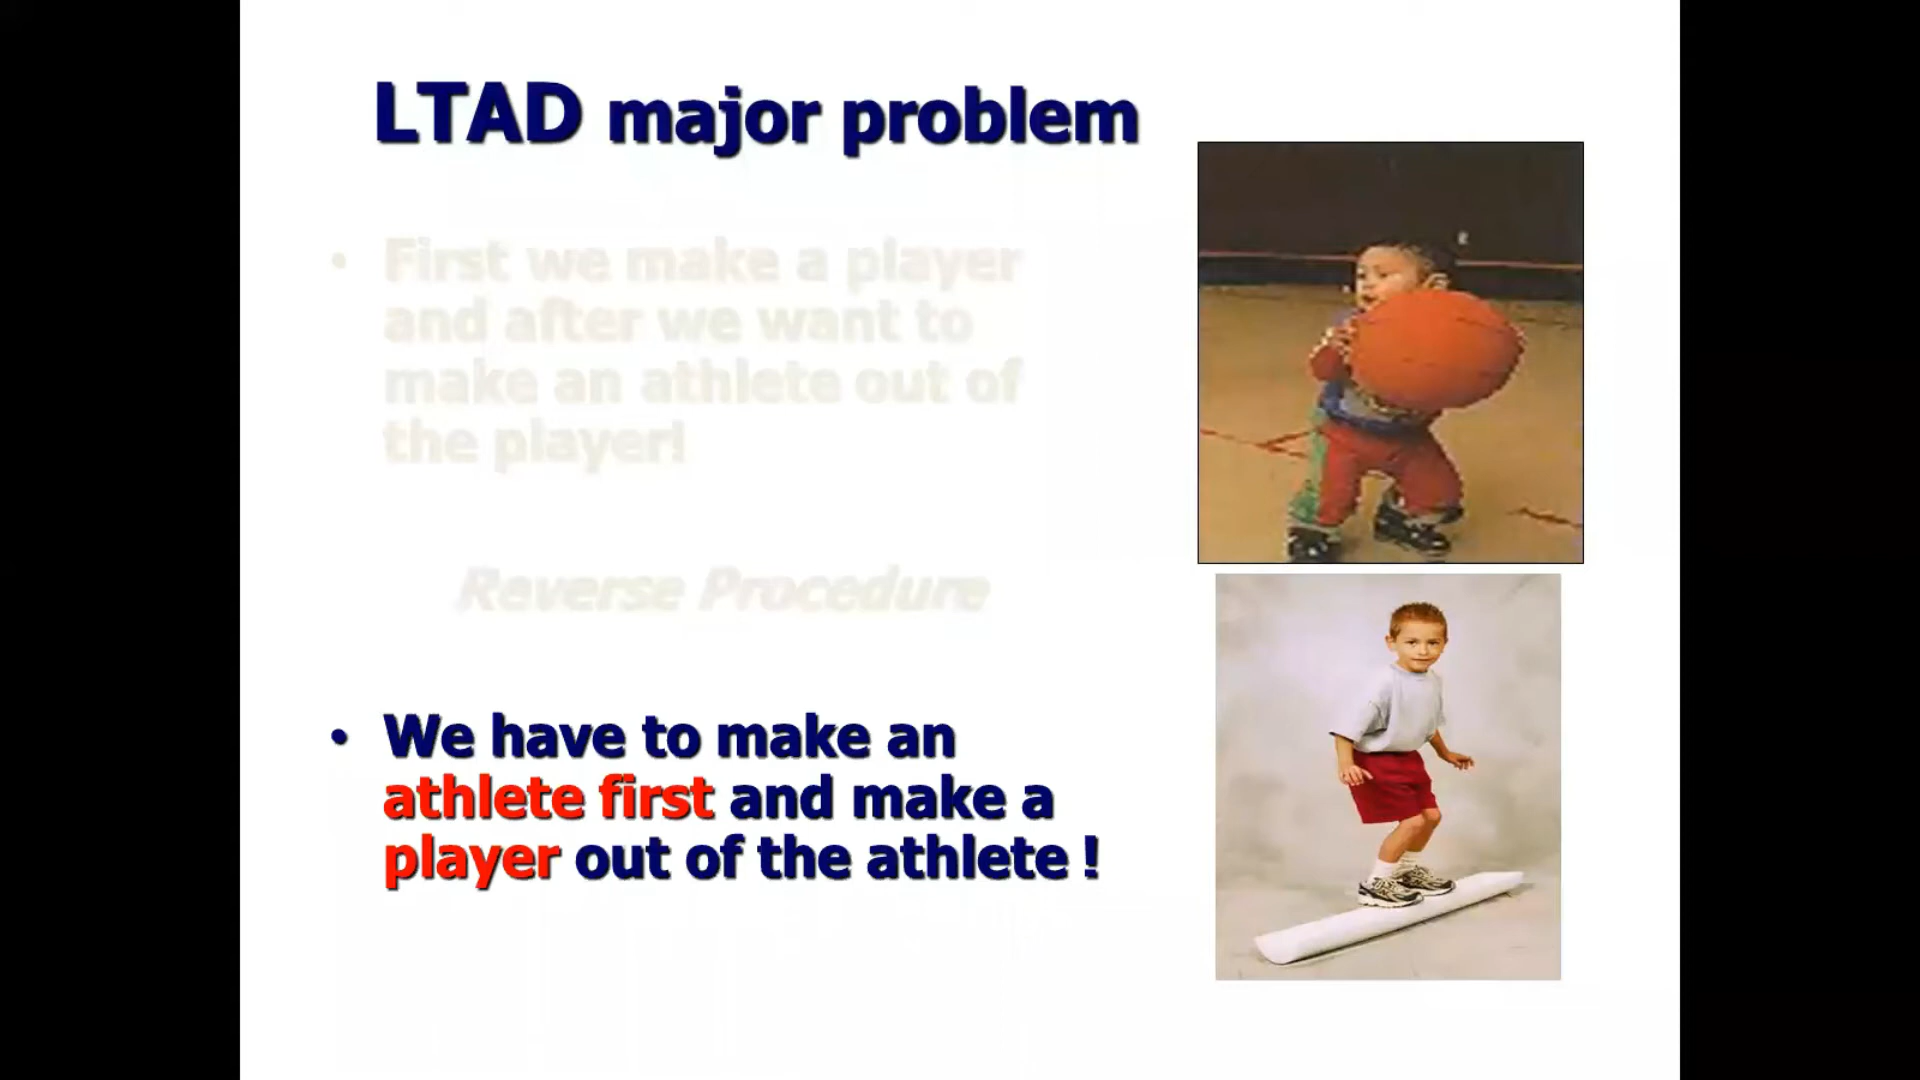 LTAD major problem
• First we make a player
and after we want to
make an athlete out of
the player!
Reverse Procedure
• We have to make an
athlete first and make a
player out of the athlete !